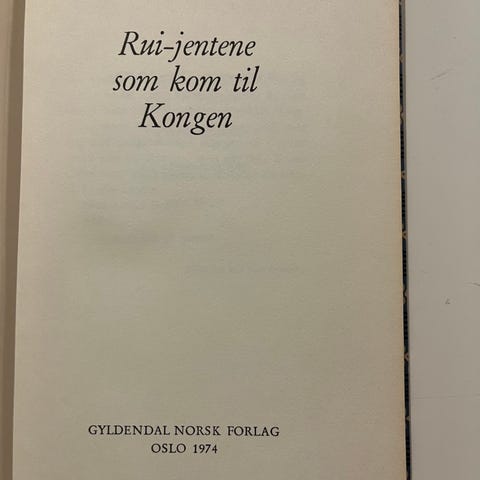 Rui-jentene
som kom til
Kongen
GYLDENDAL NORSK FORLAG
OSLO 1974